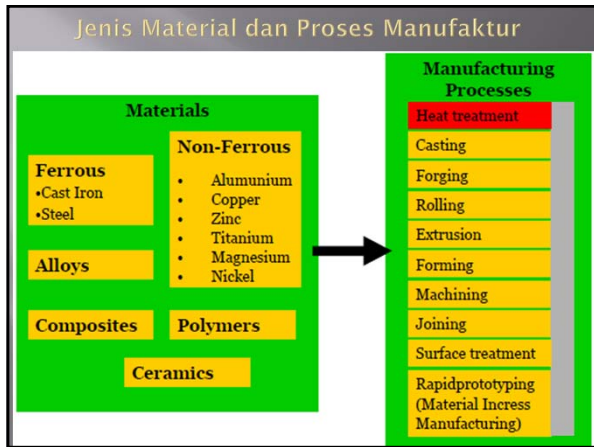 Jenis Material dan Proses Manufaktur
Materials
Ferrous
•Cast Iron
•Steel
Non-Ferrous
• Alumunium
• Copper
• Zinc
• Titanium
• Magnesium
• Nickel
Alloys
Composites
Polymers
Ceramics
Manufacturing
Processes
Heat treatment
Casting
Forging
Rolling
Extrusion
Forming
Machining
Joining
Surface treatment
Rapidprototyping
(Material Incress
Manufacturing)